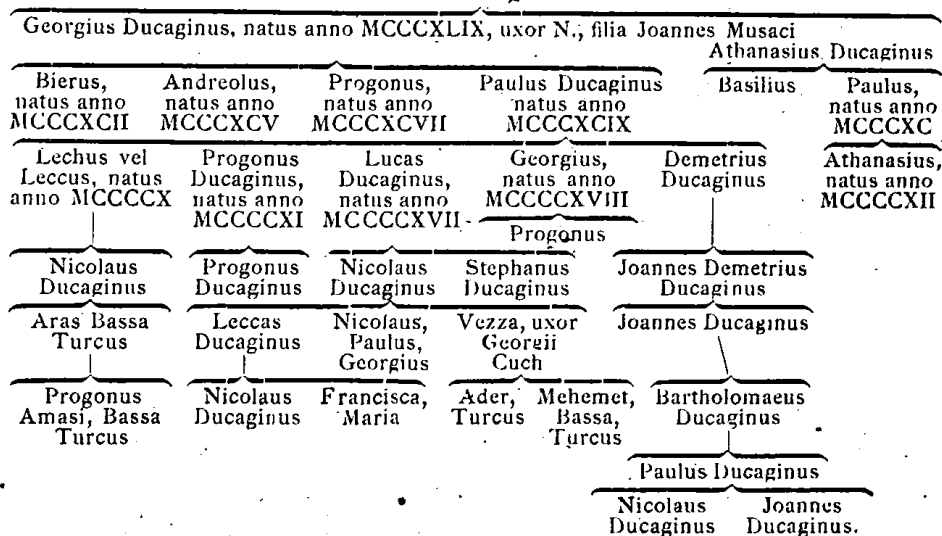 Georgius Ducaginus, natus anno MCCCXLIX, uxor N., filia Joannes Musaci
Athanasius Ducaginus
Bierus, Andreolus, Progonus, Paulus Ducaginus Basilius Paulus,
natus anno natus anno natus anno natus anno natus anno
MCCCXCII MCCCXCV MCCCXCVII MCCCXCIX MCCCXC
Lechus vel Progonus Lucas Georgius, Demetrius Athanasius,
Leccus, natus Ducaginus, Ducaginus, natus anno Ducaginus natus anno
anno MCCCCX natus anno natus anno MCCCCXVIII MCCCCXII
MCCCCXI MCCCCXVII
Progonus
Nicolaus Progonus Nicolaus Stephanus Joannes Demetrius
Ducaginus Ducaginus Ducaginus Ducaginus Ducaginus
Aras Bassa Leccas Nicolaus, Vezza, uxor Joannes Ducaginus
Turcus Ducaginus Paulus, Georgii
Georgius Cuch
Progonus Nicolaus Francisca, Ader, Mehemet, Bartholomaeus
Amasi, Bassa Ducaginus Maria Turcus Bassa, Ducaginus
Turcus Turcus
Paulus Ducaginus
Nicolaus Joannes
Ducaginus Ducaginus.